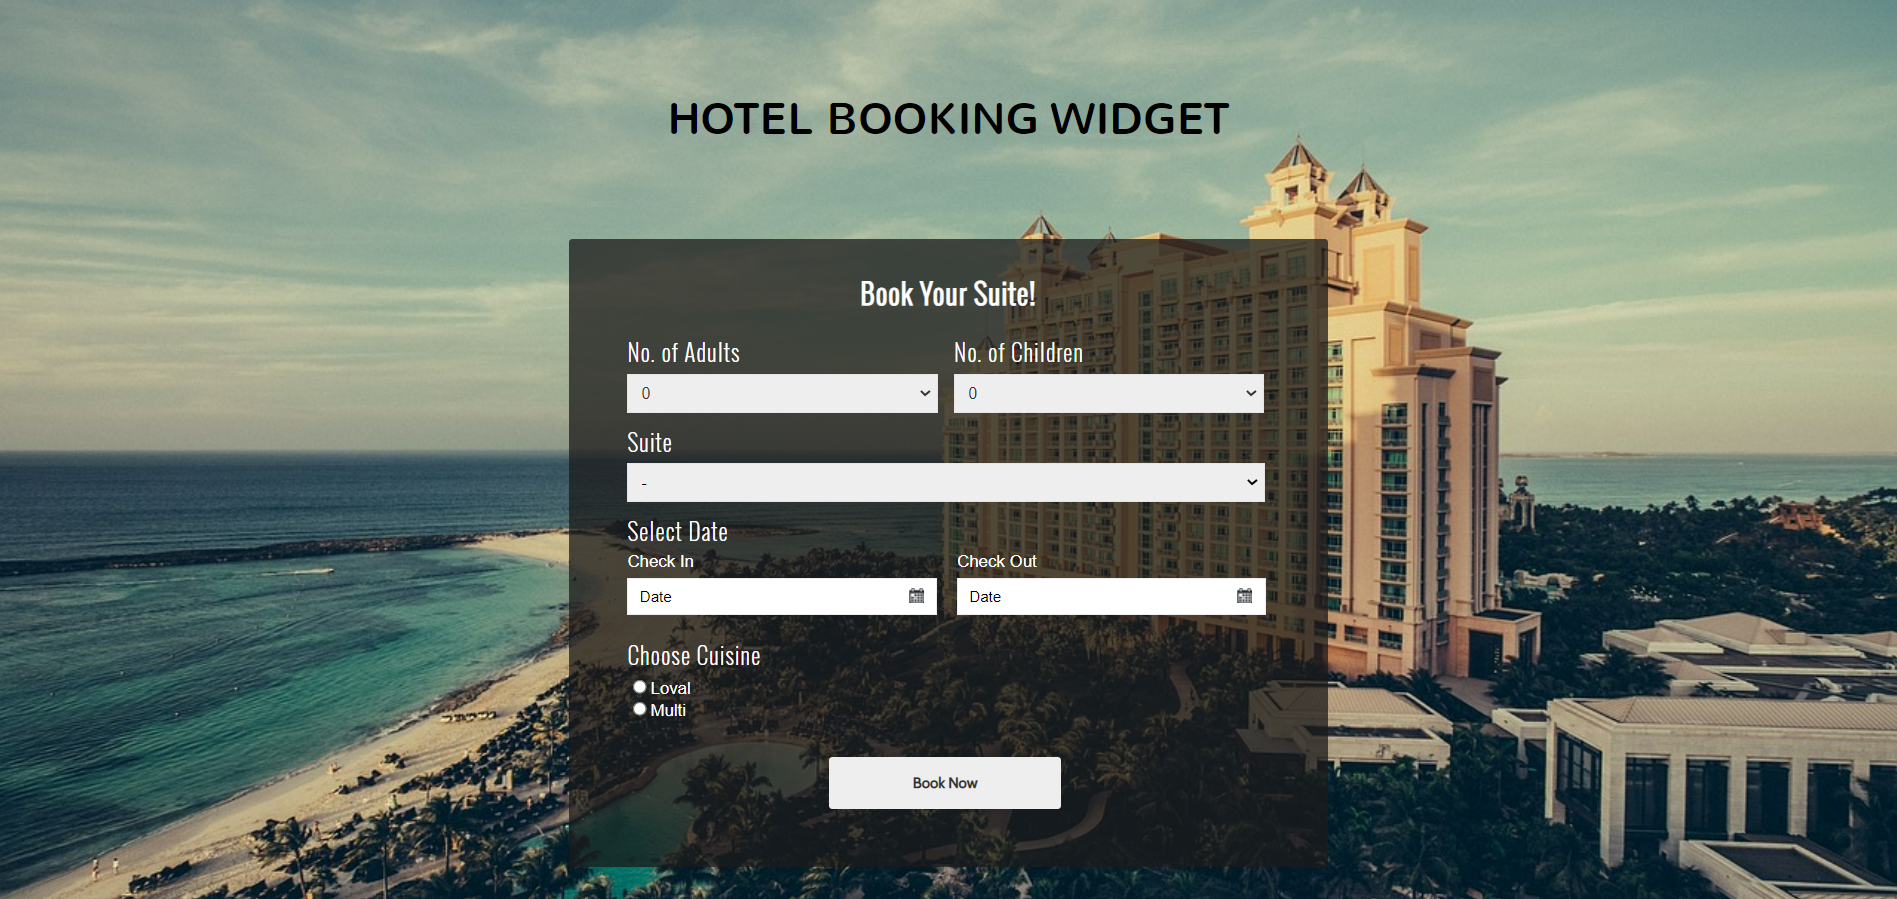 HOTEL BOOKING WIDGET
Book Your Suite!
No. of Adults No. of Children
0 0
Suite
-
Select Date
Check In Check Out
Date Date
Choose Cuisine
Loval
Multi
Book Now